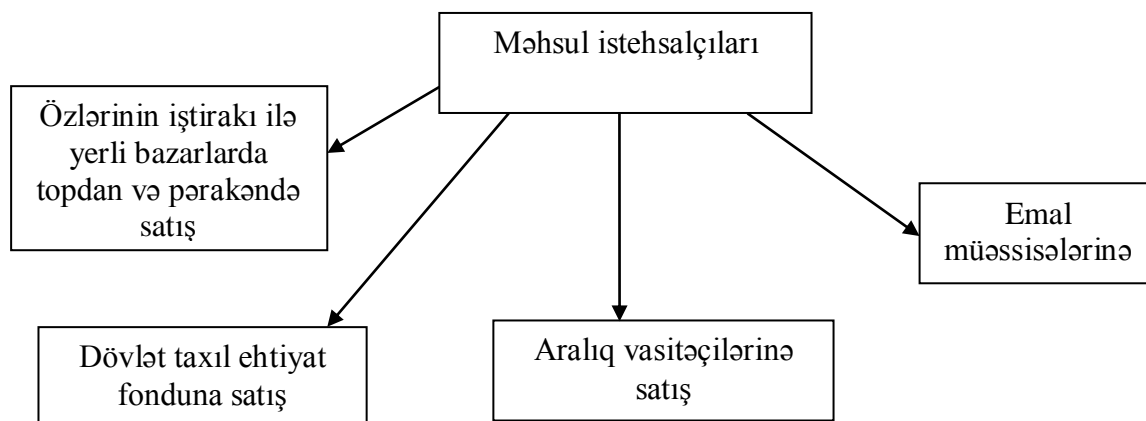 Məhsul istehsalçıları
Özlərinin iştirakı ilə
yerli bazarlarda
topdan və pərakəndə
satış
Emal
müəssisələrinə
Dövlət taxıl ehtiyat
fonduna satış
Aralıq vasitəçilərinə
satış